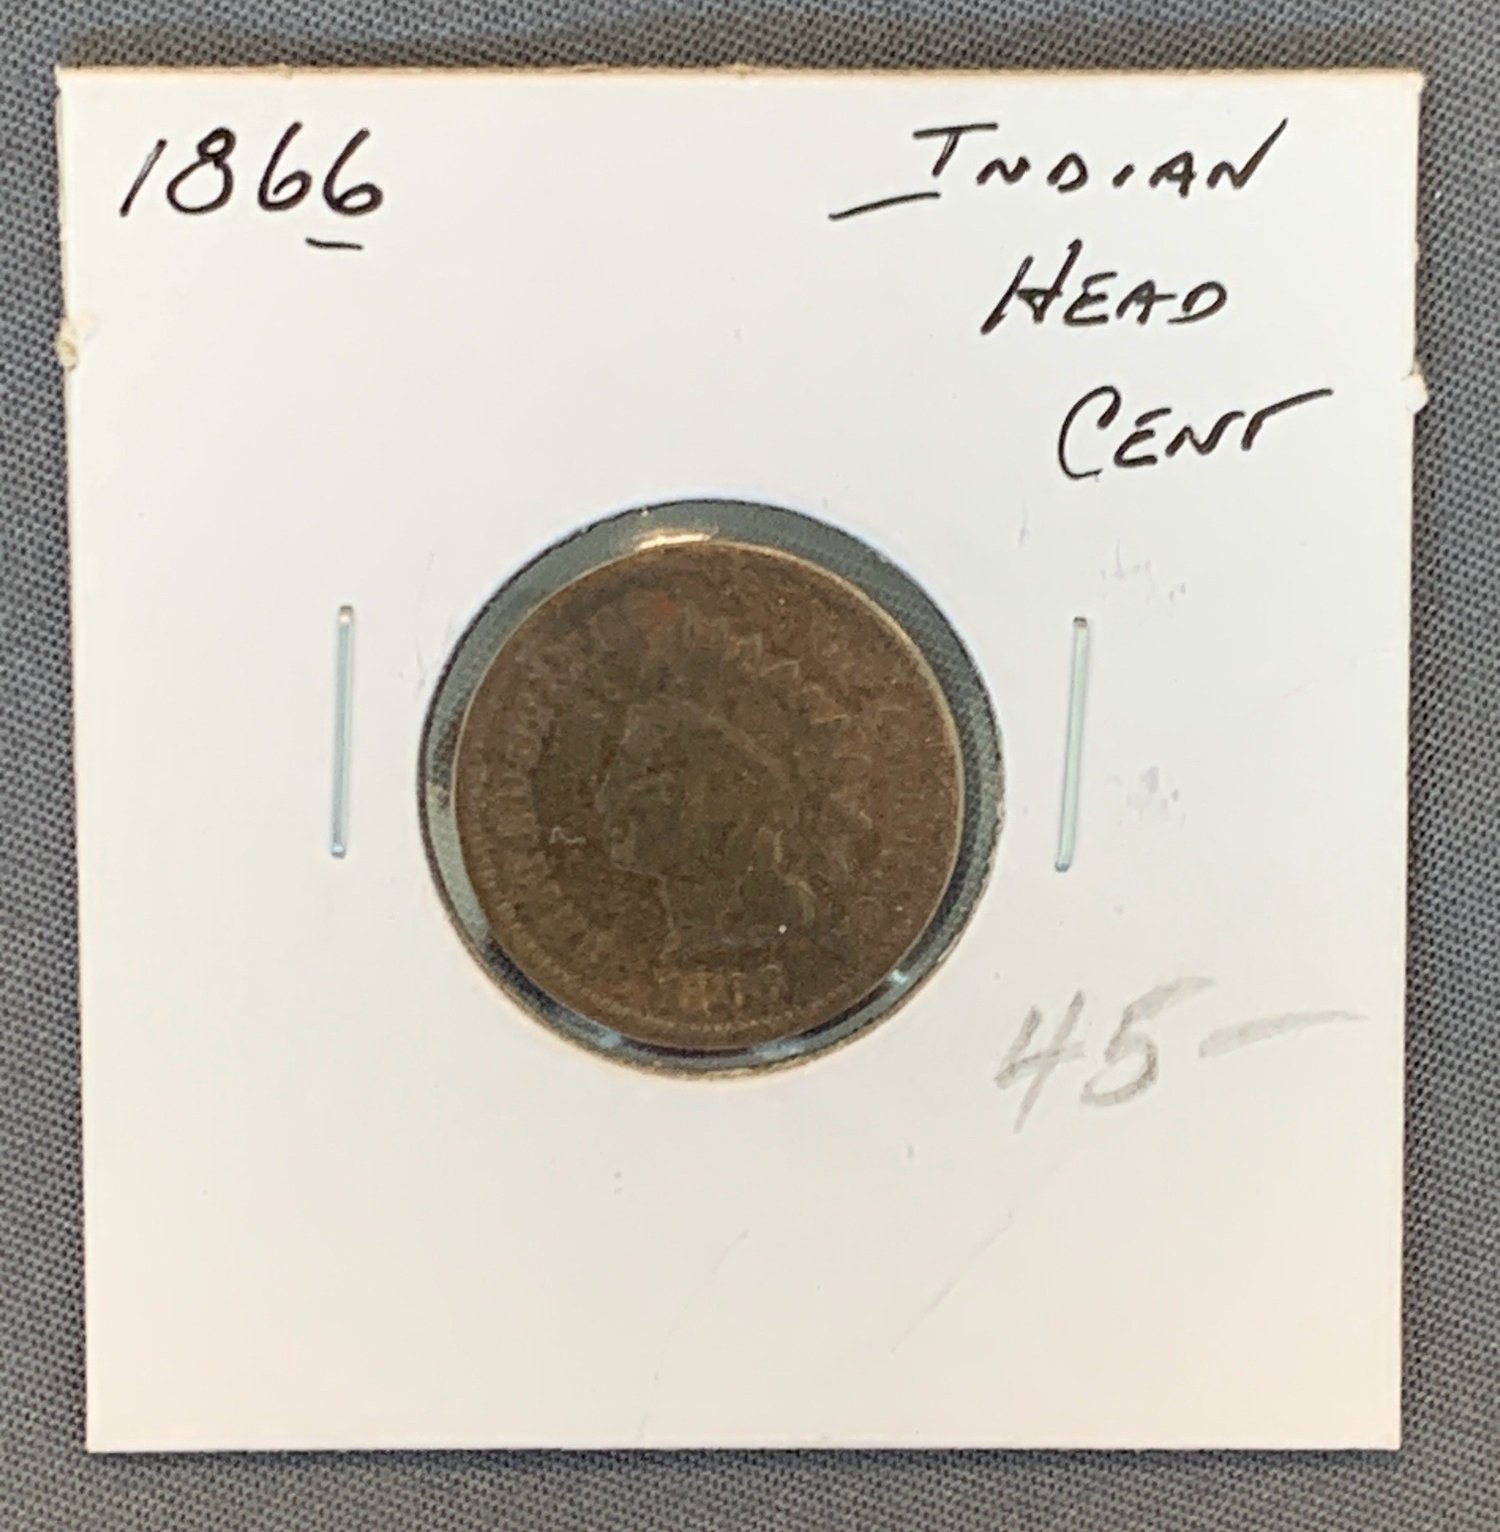 1866
INDIAN
HEAD
CENT
45-